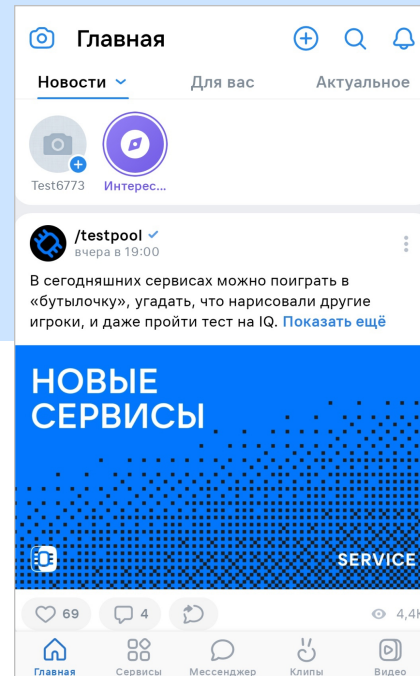 Главная
Новости Для вас Актуальное
Test6773 Интерес...
/testpool
вчера в 19:00
В сегодняшних сервисах можно поиграть в
«бутылочку», угадать, что нарисовали другие
игроки, и даже пройти тест на IQ. Показать ещё
НОВЫЕ
СЕРВИСЫ
SERVICE
69 4 4,4K
Главная Сервисы Мессенджер Клипы Видео